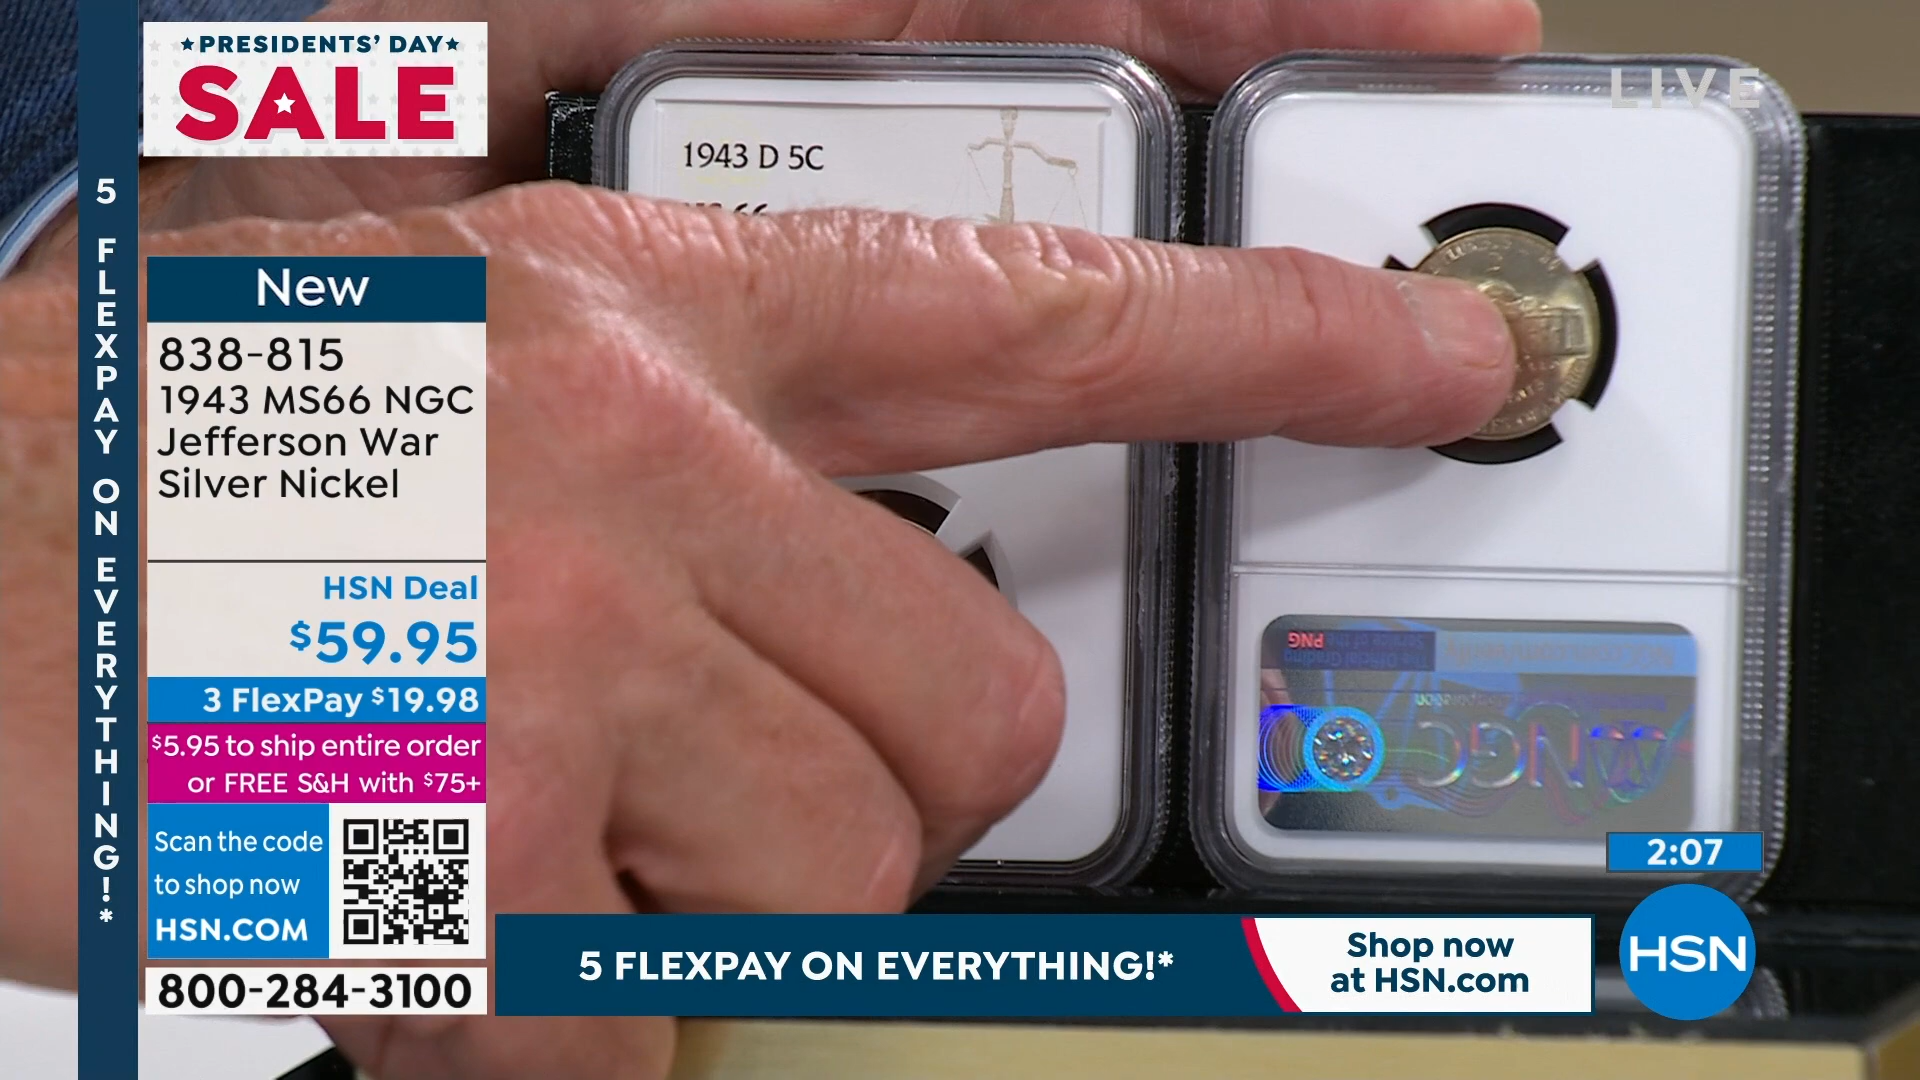 ★PRESIDENTS' DAY★
SALE
5 FLEXPAY ON EVERYTHING!*
New
838-815
1943 MS66 NGC
Jefferson War
Silver Nickel
HSN Deal
$59.95
3 FlexPay $19.98
$5.95 to ship entire order
or FREE S&H with $75+
Scan the code
to shop now
HSN.COM
800-284-3100
1943 D 5C
LIVE
PNG
NGC
2:07
5 FLEXPAY ON EVERYTHING!*
Shop now
at HSN.com
HSN